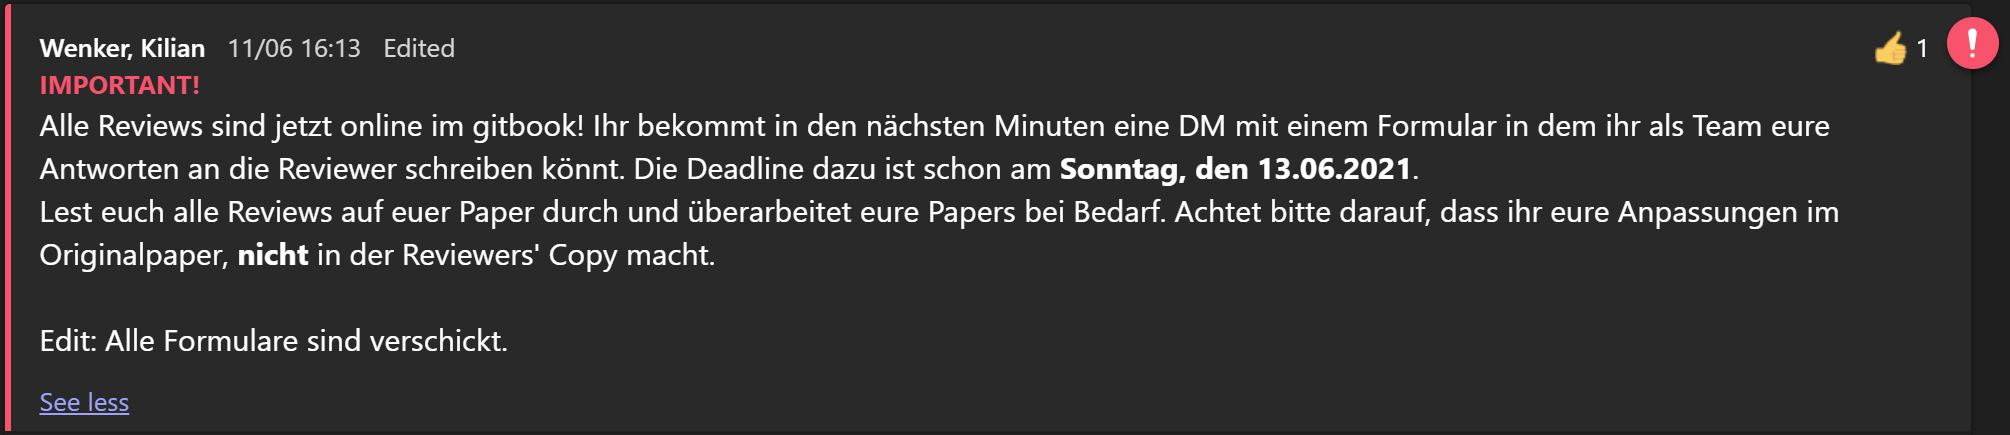 Wenker, Kilian 11/06 16:13 Edited 👍 1 !
IMPORTANT!
Alle Reviews sind jetzt online im gitbook! Ihr bekommt in den nächsten Minuten eine DM mit einem Formular in dem ihr als Team eure
Antworten an die Reviewer schreiben könnt. Die Deadline dazu ist schon am Sonntag, den 13.06.2021.
Lest euch alle Reviews auf euer Paper durch und überarbeitet eure Papers bei Bedarf. Achtet bitte darauf, dass ihr eure Anpassungen im
Originalpaper, nicht in der Reviewers' Copy macht.
Edit: Alle Formulare sind verschickt.
See less